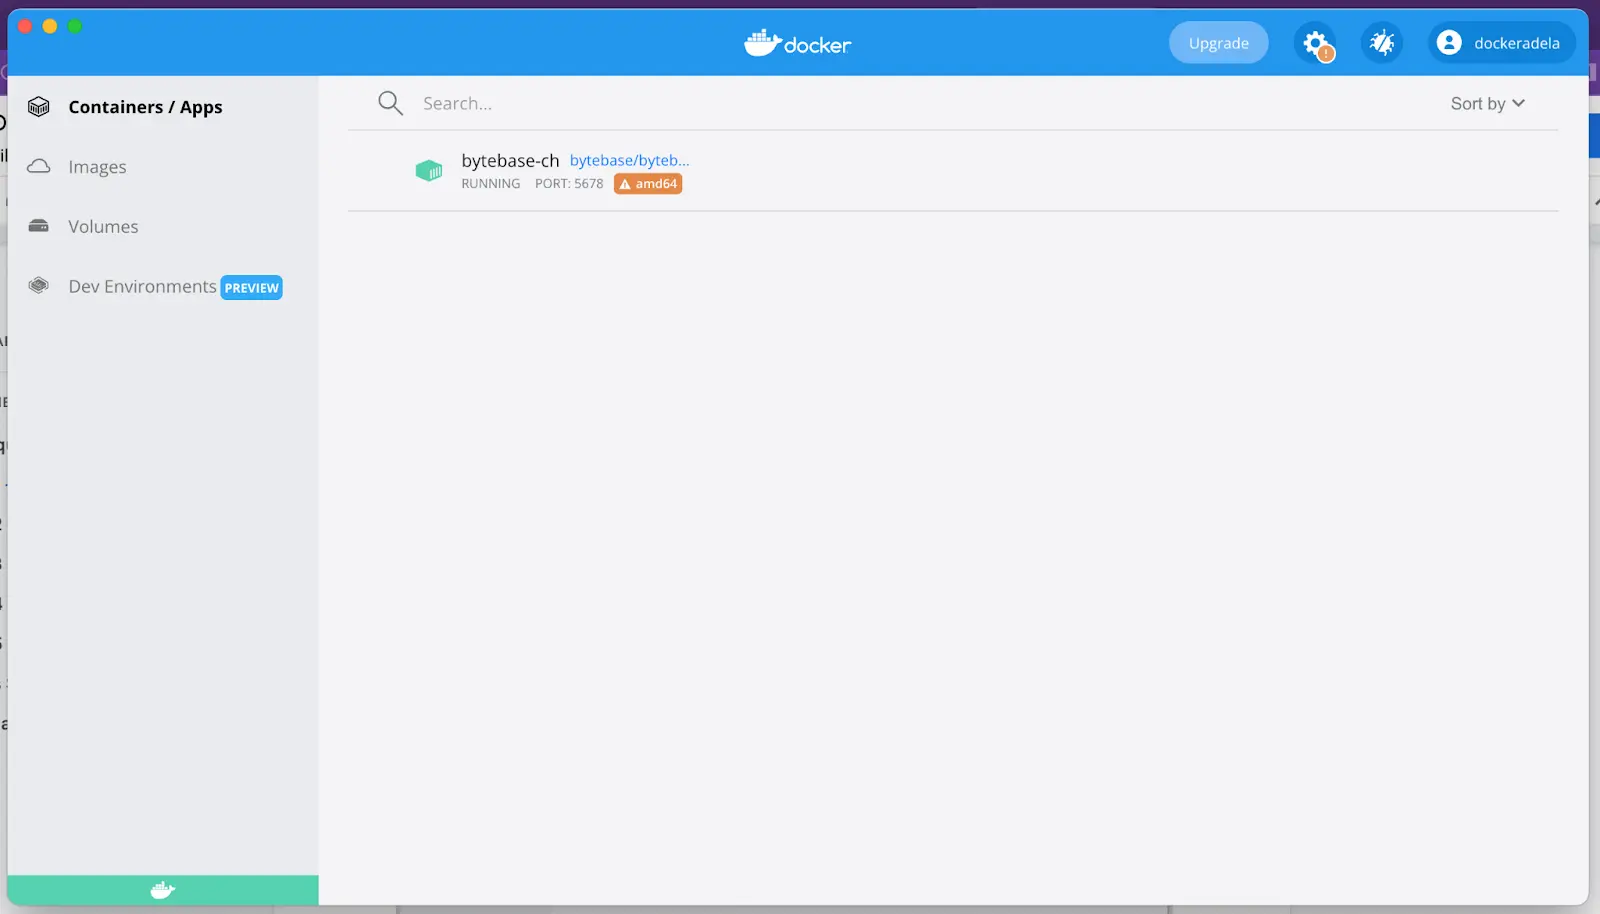 docker
Upgrade
dockeradela
Containers / Apps
Images
Volumes
Dev Environments PREVIEW
Search...
Sort by
bytebase-ch bytebase/byteb...
RUNNING PORT: 5678 amd64